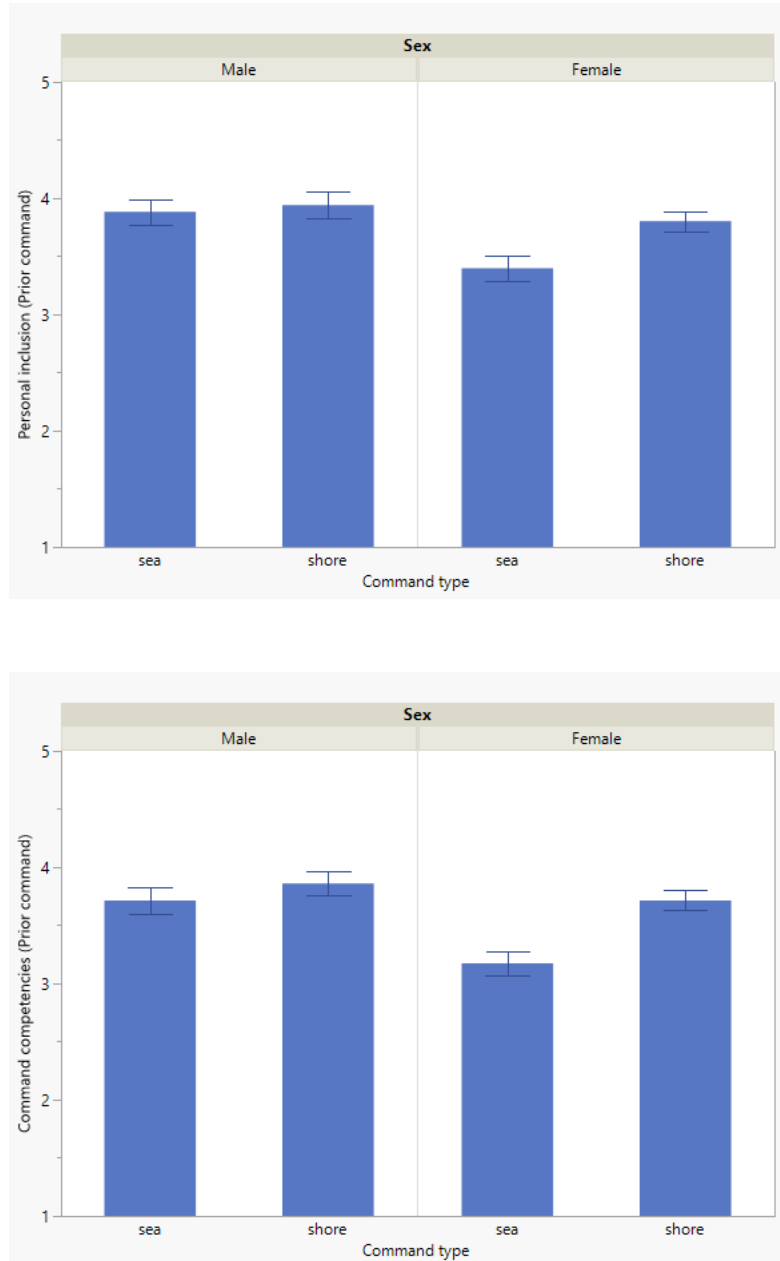 Sex
Male Female
5
4
3
2
1
Personal inclusion (Prior command)
sea shore sea shore
Command type
Sex
Male Female
5
4
3
2
1
Command competencies (Prior command)
sea shore sea shore
Command type